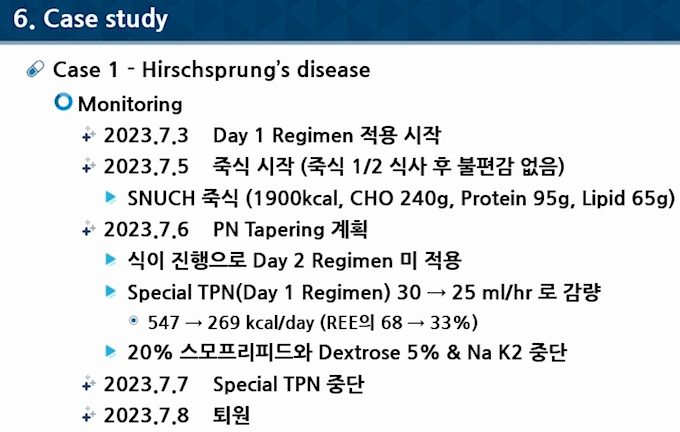 6. Case study
Case 1 - Hirschsprung's disease
Monitoring
2023.7.3 Day 1 Regimen 적용 시작
2023.7.5 죽식 시작 (죽식 1/2 식사 후 불편감 없음)
SNUCH 죽식 (1900kcal, CHO 240g, Protein 95g, Lipid 65g)
2023.7.6 PN Tapering 계획
식이 진행으로 Day 2 Regimen 미 적용
Special TPN(Day 1 Regimen) 30 → 25 ml/hr 로 감량
547 → 269 kcal/day (REE의 68 → 33%)
20% 스모프리피드와 Dextrose 5% & Na K2 중단
2023.7.7 Special TPN 중단
2023.7.8 퇴원